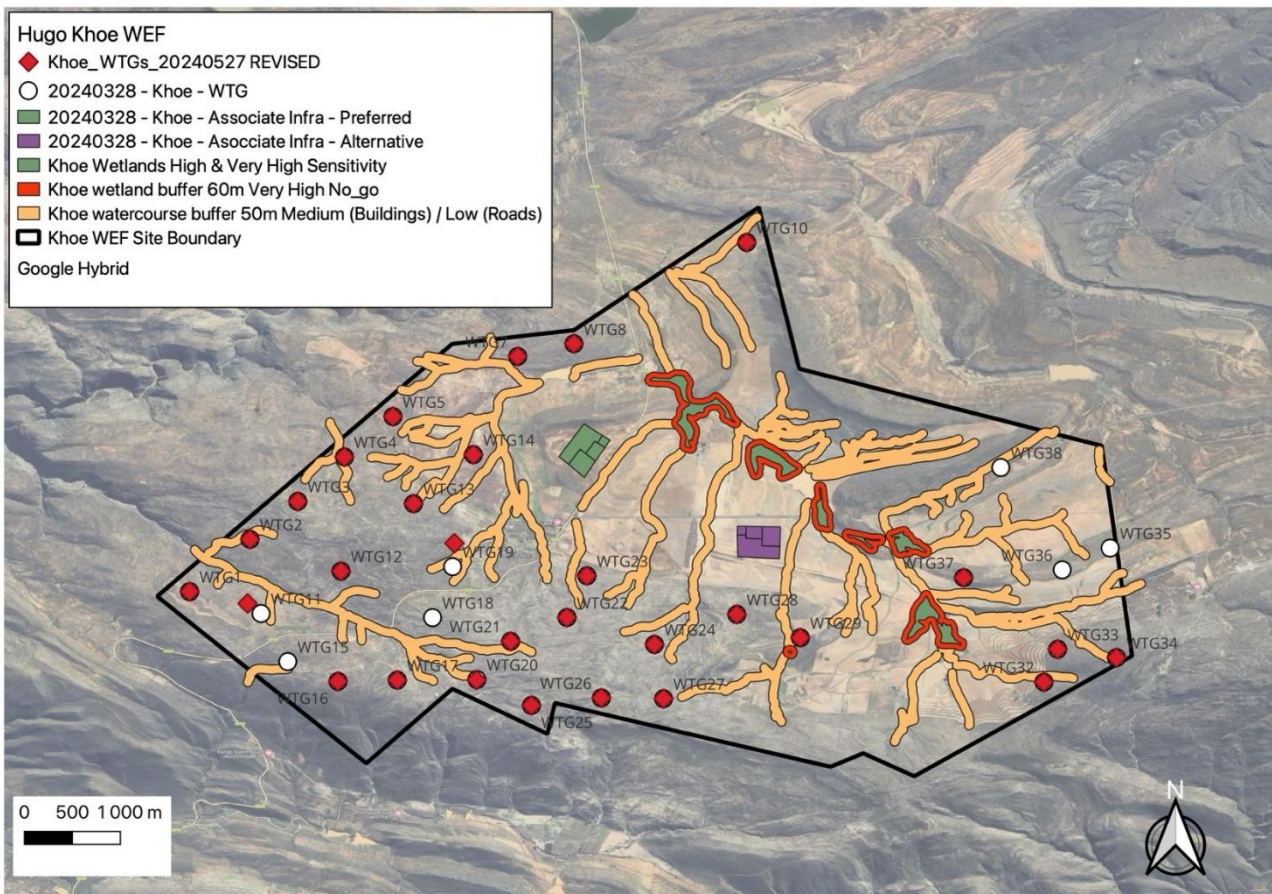 Hugo Khoe WEF
Khoe_WTGs_20240527 REVISED
20240328 - Khoe - WTG
20240328 - Khoe - Associate Infra - Preferred
20240328 - Khoe - Asocciate Infra - Alternative
Khoe Wetlands High & Very High Sensitivity
Khoe wetland buffer 60m Very High No_go
Khoe watercourse buffer 50m Medium (Buildings) / Low (Roads)
Khoe WEF Site Boundary
Google Hybrid
WTG10
WTG8
WTG7
WTG5
WTG4
WTG14
WTG38
WTG3
WTG13
WTG2
WTG35
WTG12
WTG19
WTG23
WTG36
WTG37
WTG1
WTG11
WTG18
WTG22
WTG28
WTG21
WTG24
WTG29
WTG15
WTG33
WTG34
WTG17
WTG20
WTG32
WTG16
WTG26
WTG27
WTG25
0 500 1 000 m
N